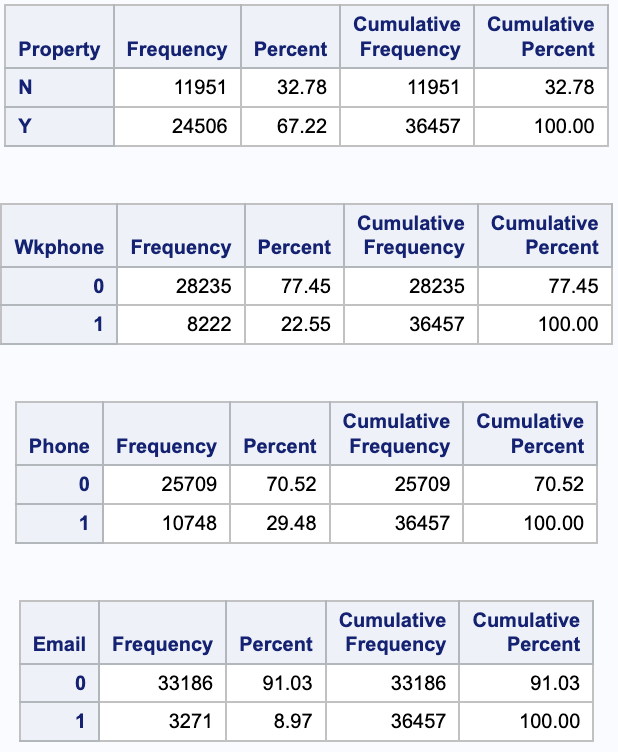 Property Frequency Percent Cumulative Frequency Cumulative Percent
N 11951 32.78 11951 32.78
Y 24506 67.22 36457 100.00
Wkphone Frequency Percent Cumulative Frequency Cumulative Percent
0 28235 77.45 28235 77.45
1 8222 22.55 36457 100.00
Phone Frequency Percent Cumulative Frequency Cumulative Percent
0 25709 70.52 25709 70.52
1 10748 29.48 36457 100.00
Email Frequency Percent Cumulative Frequency Cumulative Percent
0 33186 91.03 33186 91.03
1 3271 8.97 36457 100.00